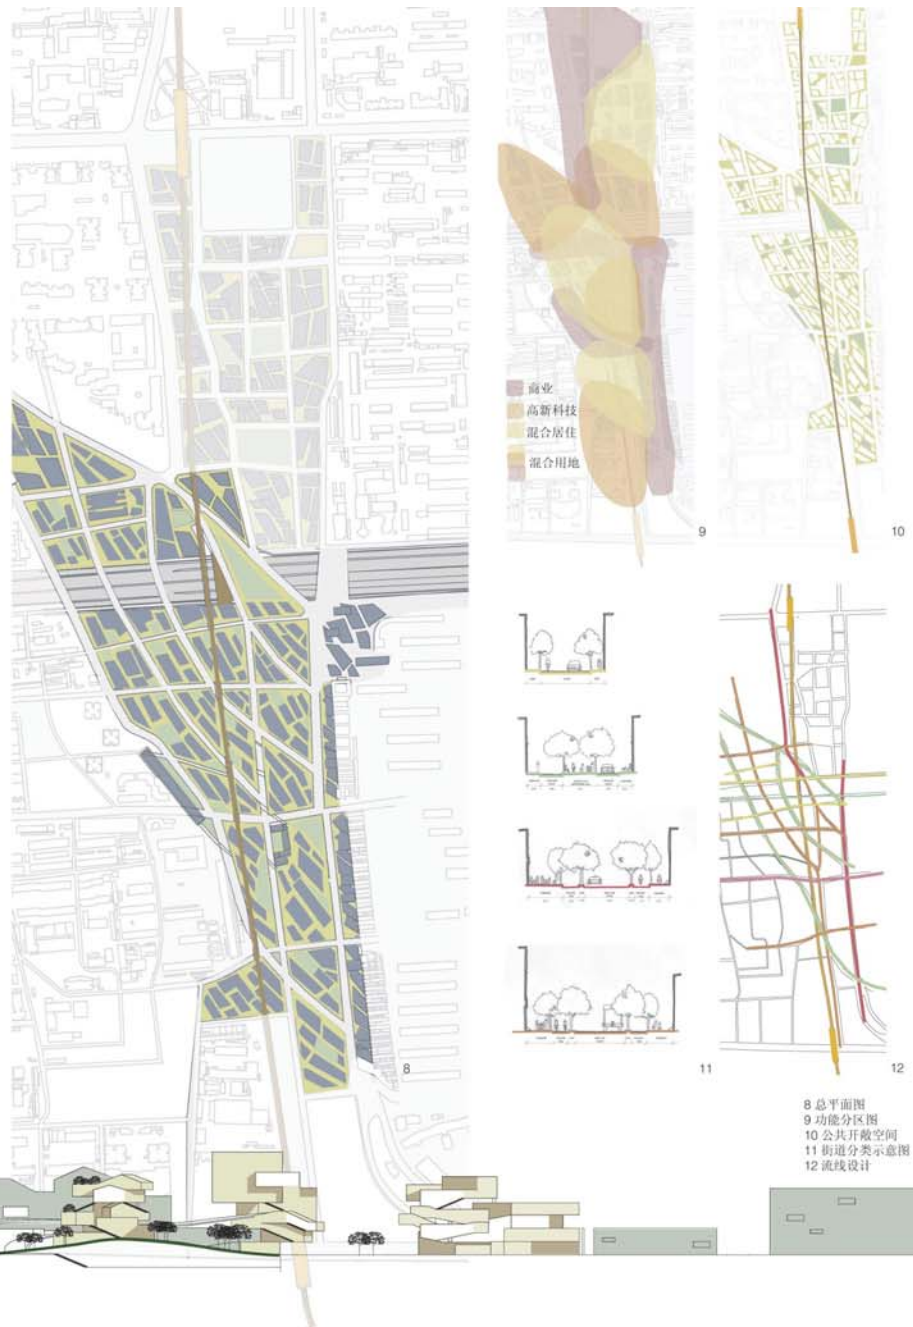 商业
高新科技
混合居住
混合用地
9
10
8
11
12
8 总平面图
9 功能分区图
10 公共开敞空间
11 街道分类示意图
12 流线设计